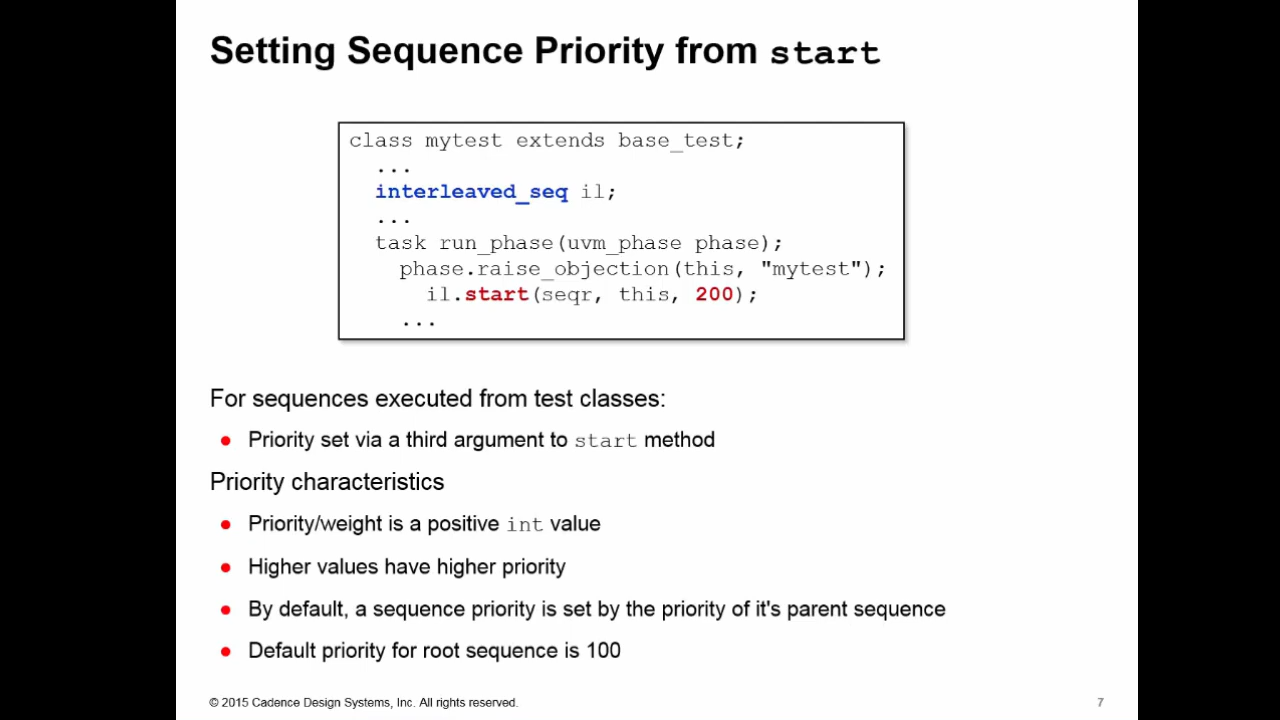 Setting Sequence Priority from start
class mytest extends base_test;
...
interleaved_seq il;
...
task run_phase(uvm_phase phase);
phase.raise_objection(this, "mytest");
il.start(seqr, this, 200);
...
For sequences executed from test classes:
● Priority set via a third argument to start method
Priority characteristics
● Priority/weight is a positive int value
● Higher values have higher priority
● By default, a sequence priority is set by the priority of it's parent sequence
● Default priority for root sequence is 100
© 2015 Cadence Design Systems, Inc. All rights reserved.
7